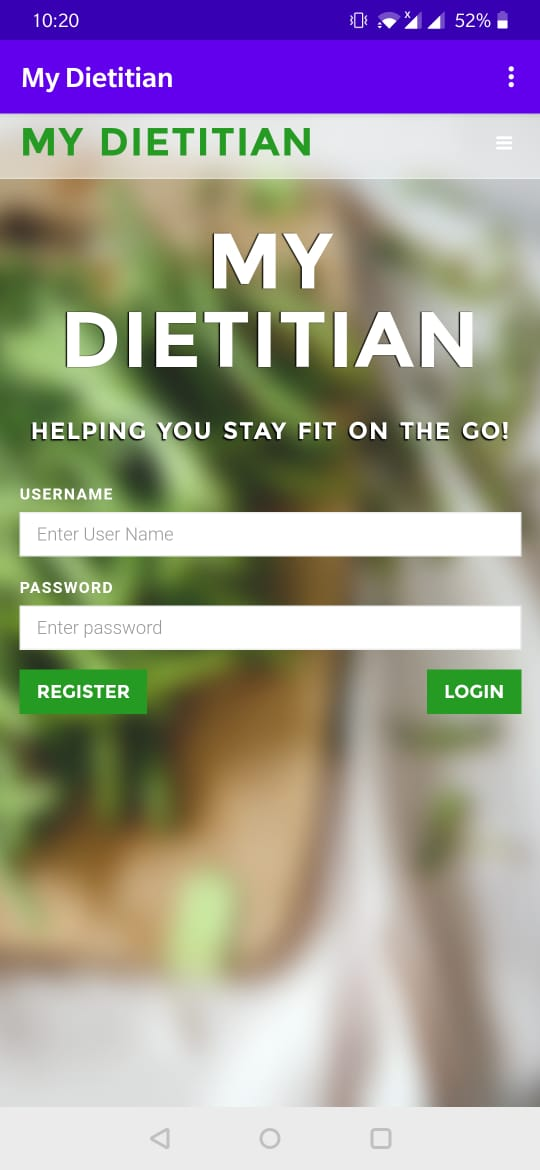 10:20
52%
My Dietitian
MY DIETITIAN
MY
DIETITIAN
HELPING YOU STAY FIT ON THE GO!
USERNAME
Enter User Name
PASSWORD
Enter password
REGISTER
LOGIN